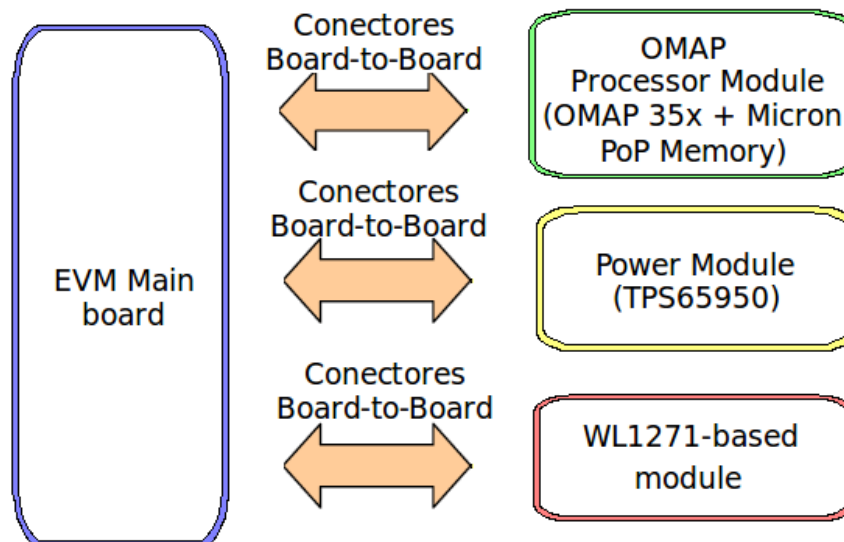 EVM Main
board
Conectores
Board-to-Board
OMAP
Processor Module
(OMAP 35x + Micron
PoP Memory)
Conectores
Board-to-Board
Power Module
(TPS65950)
Conectores
Board-to-Board
WL1271-based
module